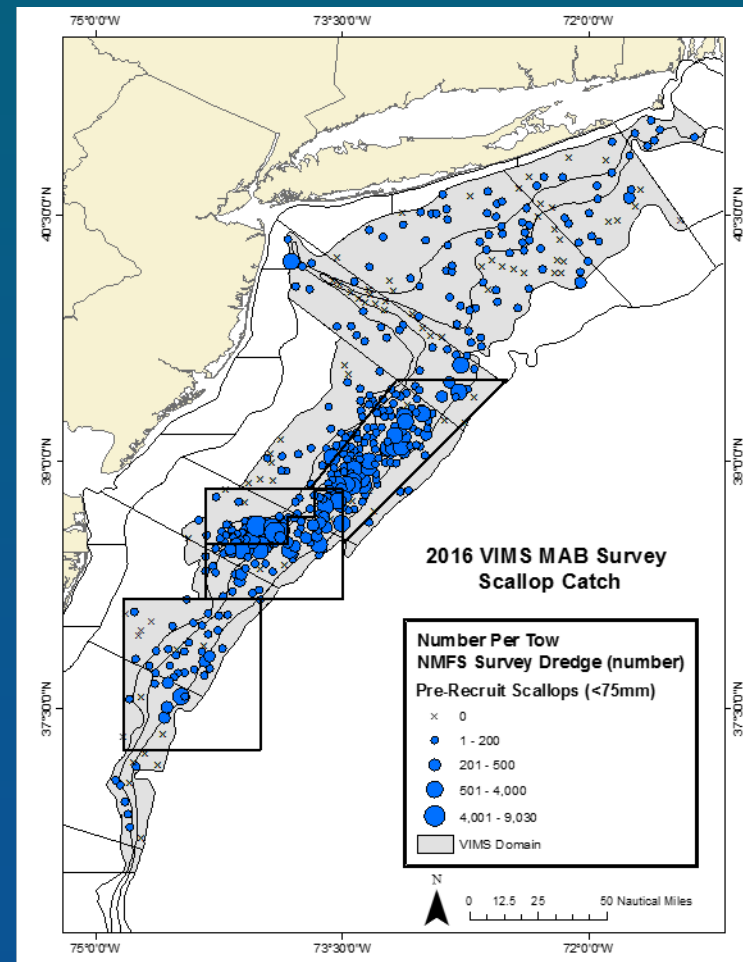 75°0'0"W 73°30'0"W 72°0'0"W
40°30'0"N 40°30'0"N
39°0'0"N 39°0'0"N
2016 VIMS MAB Survey
Scallop Catch
Number Per Tow
NMFS Survey Dredge (number)
Pre-Recruit Scallops (<75mm)
0
1 - 200
201 - 500
501 - 4,000
4,001 - 9,030
VIMS Domain
37°30'0"N 37°30'0"N
N
0 12.5 25 50 Nautical Miles
75°0'0"W 73°30'0"W 72°0'0"W